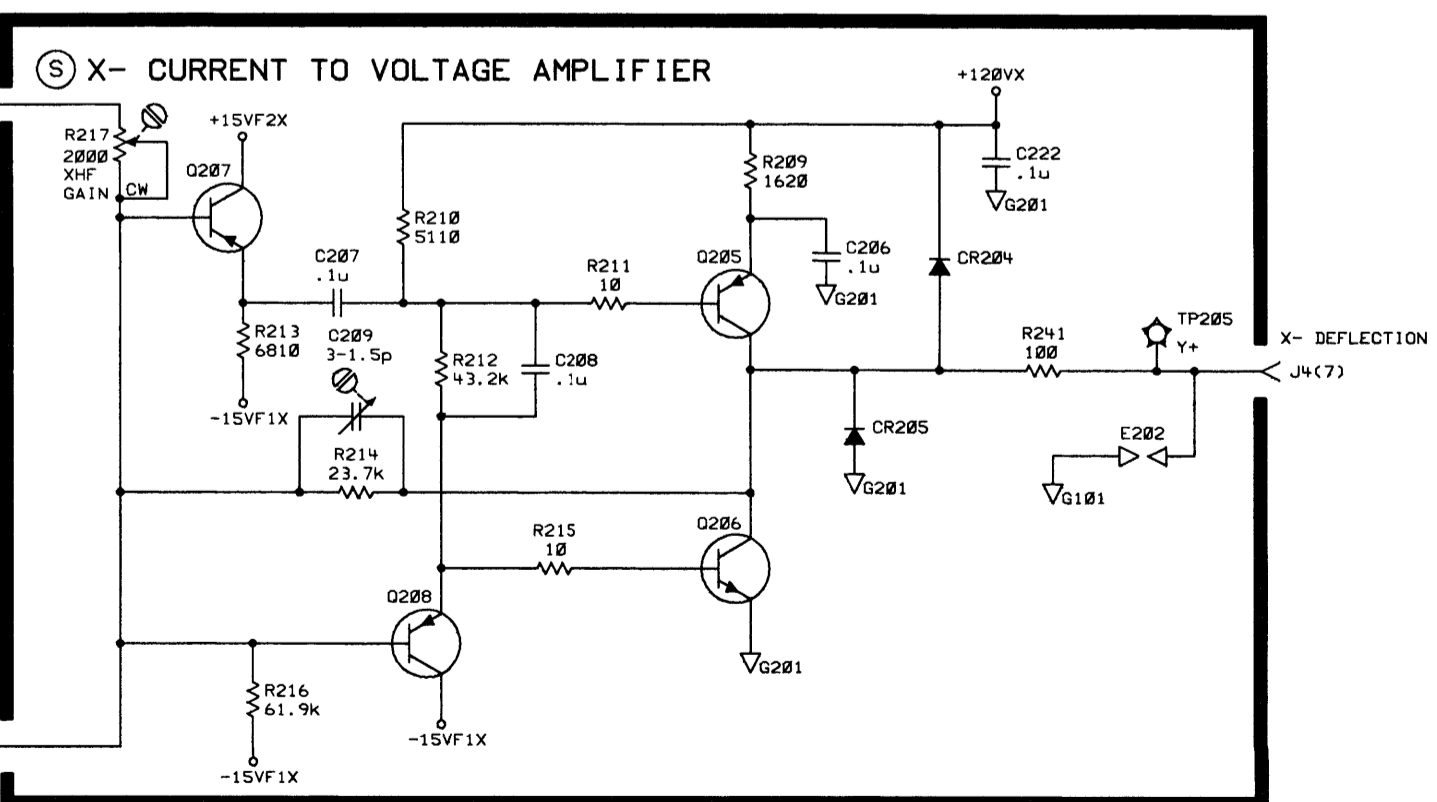 S X- CURRENT TO VOLTAGE AMPLIFIER
+120VX
R217
2000
XHF
GAIN
CW
+15VF2X
Q207
R209
1620
C222
.1u
G201
R210
5110
C207
.1u
R211
10
Q205
C206
.1u
G201
CR204
R213
6810
C209
3-1.5p
R212
43.2k
C208
.1u
R241
100
TP205
Y+
X- DEFLECTION
J4(7)
-15VF1X
CR205
G201
E202
G101
R214
23.7k
R215
10
Q206
Q208
G201
R216
61.9k
-15VF1X
-15VF1X